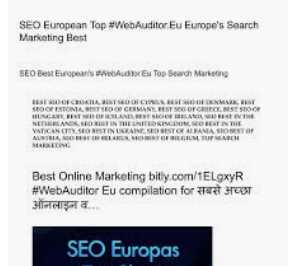 SEO European Top #WebAuditor.Eu Europe's Search
Marketing Best
SEO Best European's #WebAuditor.Eu Top Search Marketing
BEST SEO OF CROATIA, BEST SEO OF CYPRUS, BEST SEO OF DENMARK, BEST
SEO OF ESTONIA, BEST SEO OF GERMANY, BEST SEO OF GREECE, BEST SEO OF
HUNGARY, BEST SEO OF ICELAND, BEST SEO OF IRELAND, SEO BEST IN THE
NETHERLANDS, SEO BEST IN THE UNITED KINGDOM, SEO BEST IN THE
VATICAN CITY, SEO BEST IN UKRAINE, SEO BEST OF ALBANIA, SEO BEST OF
AUSTRIA, SEO BEST OF BELARUS, SEO BEST OF BELGIUM, TOP SEARCH
MARKETING
Best Online Marketing bitly.com/1ELgxyR
#WebAuditor Eu compilation for सबसे अच्छा
ऑनलाइन व...
SEO Europas